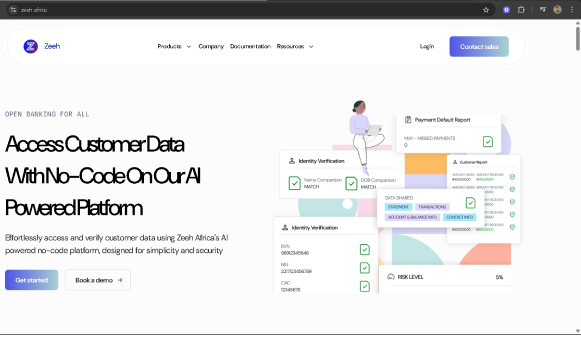 zeeh.africa
Zeeh
Products
Company
Documentation
Resources
Login
Contact sales
OPEN BANKING FOR ALL
Access Customer Data
With No-Code On Our AI
Powered Platform
Effortlessly access and verify customer data using Zeeh Africa's AI
powered no-code platform, designed for simplicity and security
Get started
Book a demo →
Payment Default Report
MAY - MISSED PAYMENTS
0
Identity Verification
Name Comparison
MATCH
DOB Comparison
MATCH
Customer Report
DATA SHARED
STATEMENT
TRANSACTIONS
ACCOUNT & BALANCE INFO
CONTACT INFO
Identity Verification
BVN
NIN
CAC
12345678
RISK LEVEL
5%